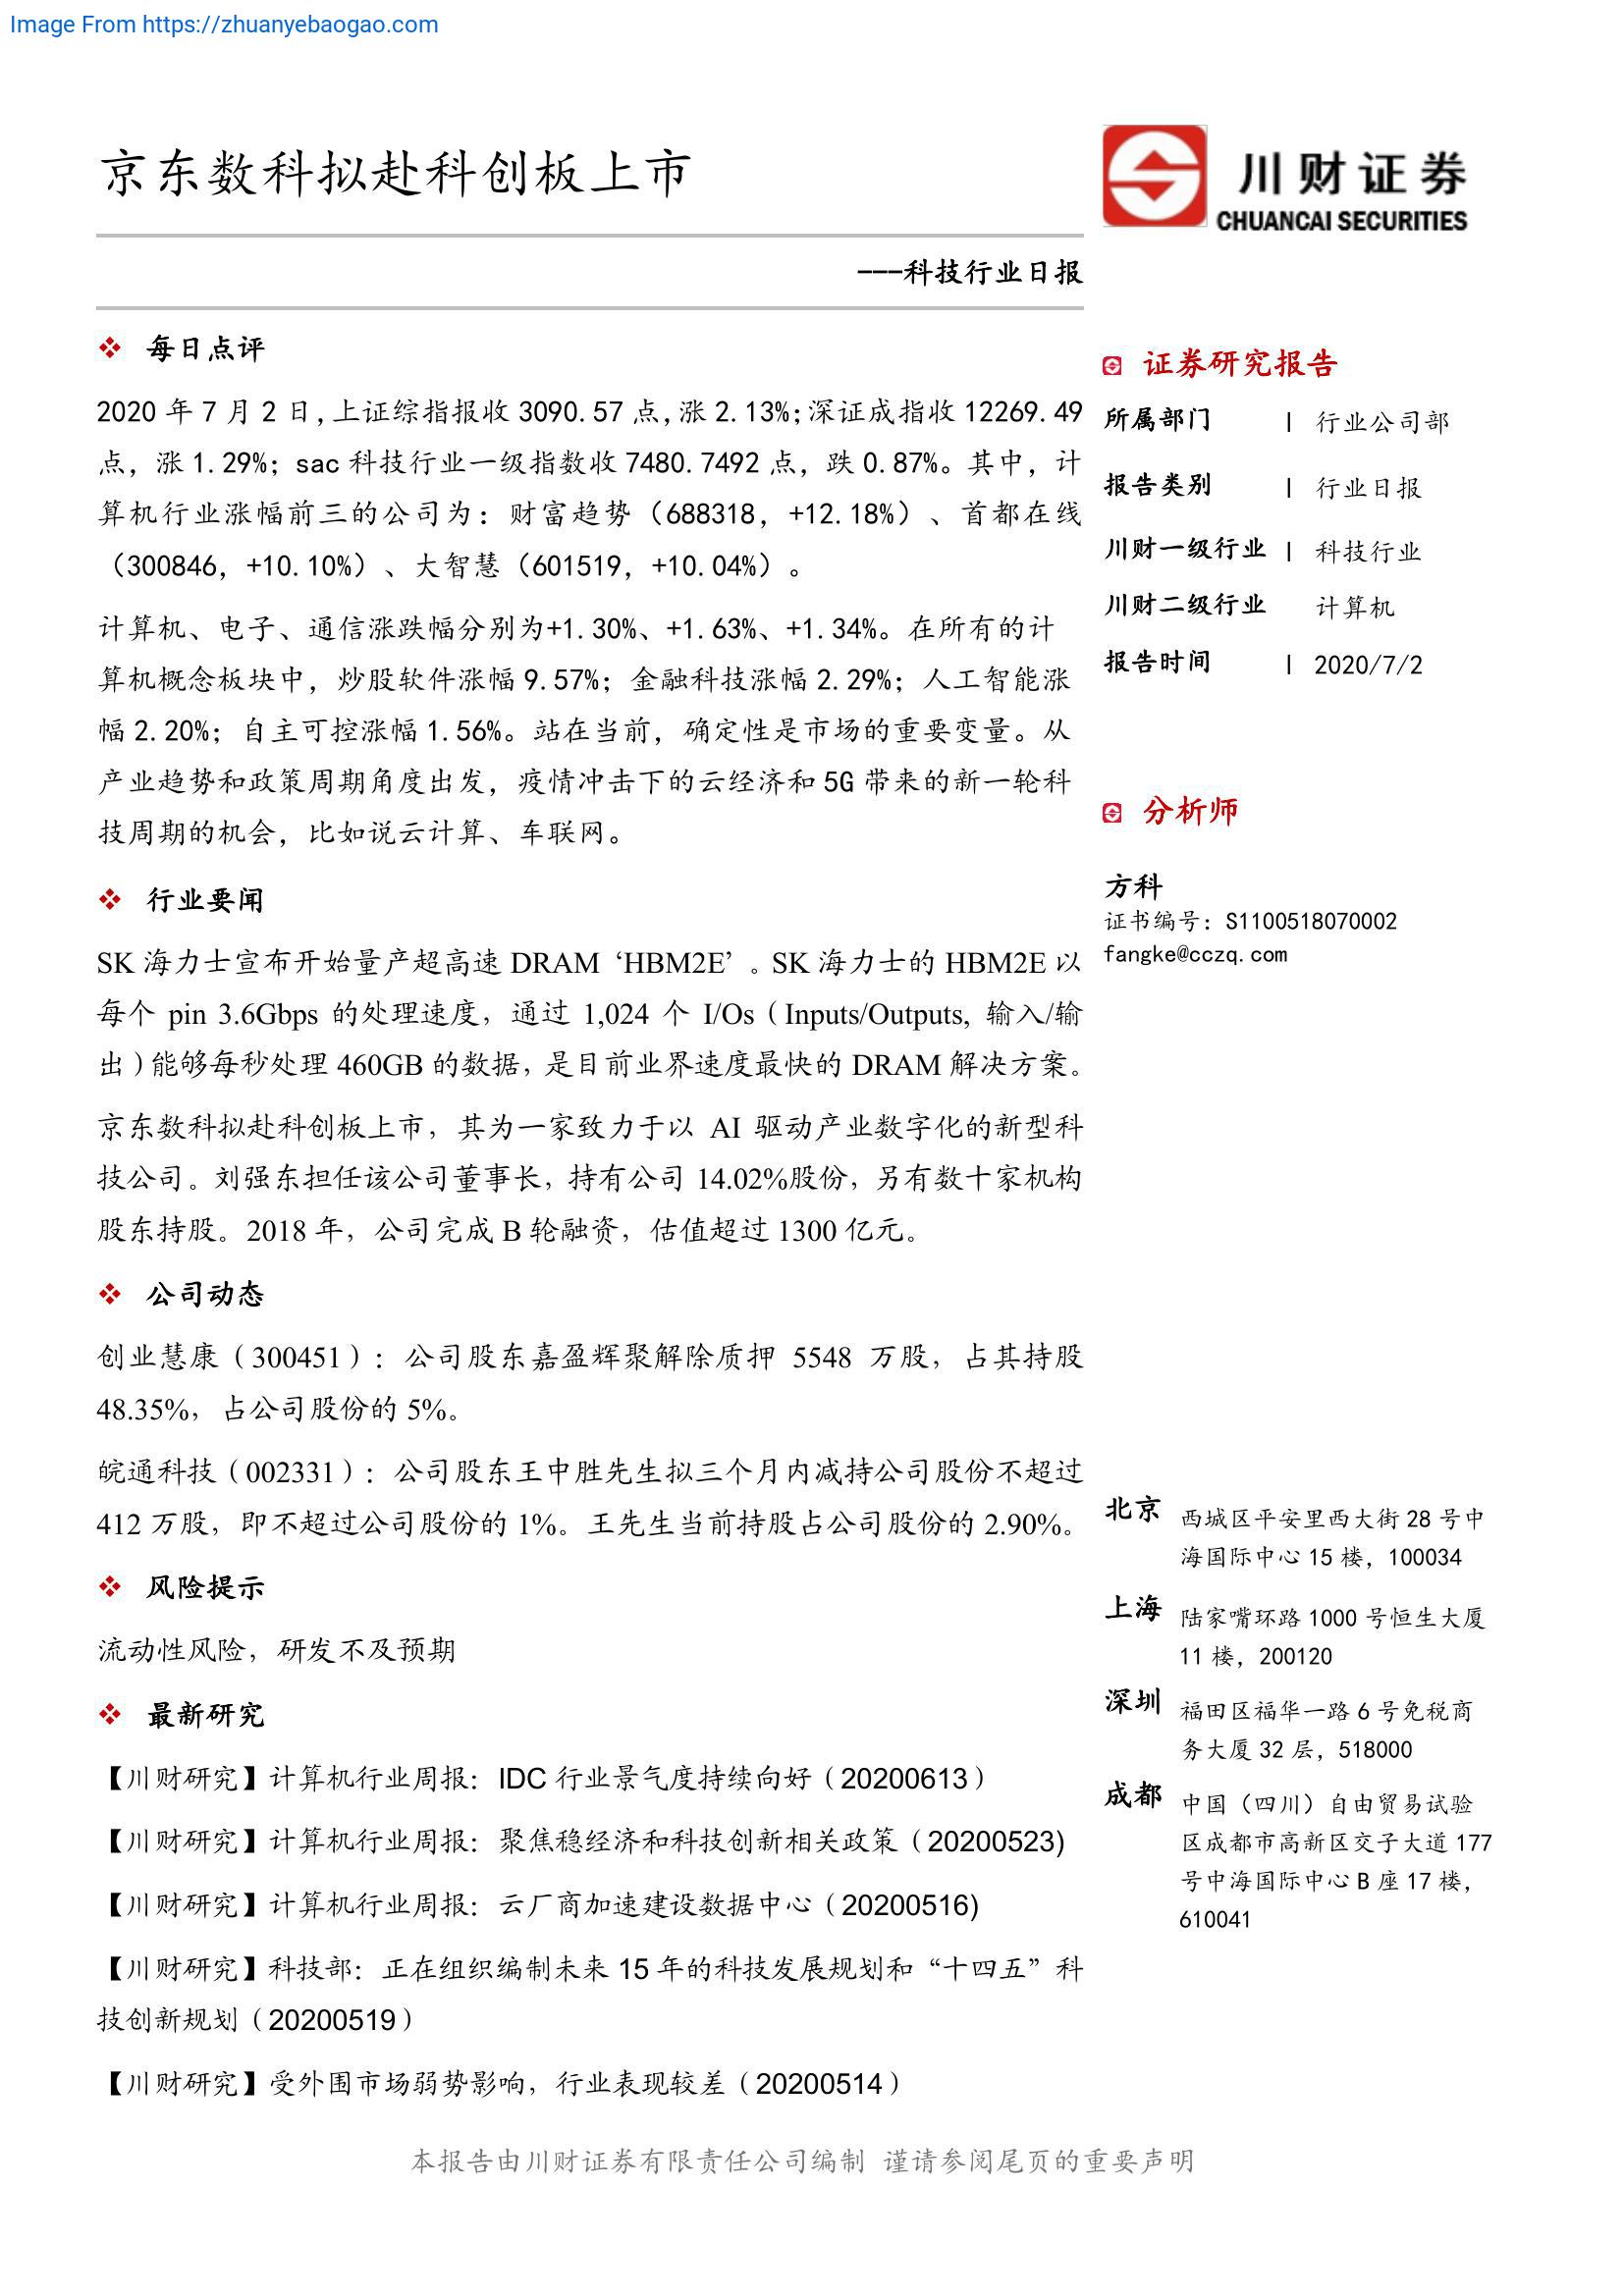 Image From https://zhuanyebaogao.com
京东数科拟赴科创板上市
川财证券
CHUANCAI SECURITIES
---科技行业日报
❖ 每日点评
2020 年 7 月 2 日，上证综指报收 3090.57 点，涨 2.13%；深证成指收 12269.49
点，涨 1.29%；sac 科技行业一级指数收 7480.7492 点，跌 0.87%。其中，计
算机行业涨幅前三的公司为：财富趋势（688318，+12.18%）、首都在线
（300846，+10.10%）、大智慧（601519，+10.04%）。
计算机、电子、通信涨跌幅分别为+1.30%、+1.63%、+1.34%。在所有的计
算机概念板块中，炒股软件涨幅 9.57%；金融科技涨幅 2.29%；人工智能涨
幅 2.20%；自主可控涨幅 1.56%。站在当前，确定性是市场的重要变量。从
产业趋势和政策周期角度出发，疫情冲击下的云经济和 5G 带来的新一轮科
技周期的机会，比如说云计算、车联网。
❖ 行业要闻
SK 海力士宣布开始量产超高速 DRAM ‘HBM2E’。SK 海力士的 HBM2E 以
每个 pin 3.6Gbps 的处理速度，通过 1,024 个 I/Os（Inputs/Outputs, 输入/输
出）能够每秒处理 460GB 的数据，是目前业界速度最快的 DRAM 解决方案。
京东数科拟赴科创板上市，其为一家致力于以 AI 驱动产业数字化的新型科
技公司。刘强东担任该公司董事长，持有公司 14.02%股份，另有数十家机构
股东持股。2018 年，公司完成 B 轮融资，估值超过 1300 亿元。
❖ 公司动态
创业慧康（300451）：公司股东嘉盈辉聚解除质押 5548 万股，占其持股
48.35%，占公司股份的 5%。
皖通科技（002331）：公司股东王中胜先生拟三个月内减持公司股份不超过
412 万股，即不超过公司股份的 1%。王先生当前持股占公司股份的 2.90%。
❖ 风险提示
流动性风险，研发不及预期
❖ 最新研究
【川财研究】计算机行业周报：IDC 行业景气度持续向好（20200613）
【川财研究】计算机行业周报：聚焦稳经济和科技创新相关政策（20200523)
【川财研究】计算机行业周报：云厂商加速建设数据中心（20200516)
【川财研究】科技部：正在组织编制未来 15 年的科技发展规划和“十四五”科
技创新规划（20200519）
【川财研究】受外围市场弱势影响，行业表现较差（20200514）
证券研究报告
所属部门 | 行业公司部
报告类别 | 行业日报
川财一级行业 | 科技行业
川财二级行业 计算机
报告时间 | 2020/7/2
分析师
方科
证书编号：S1100518070002
fangke@cczq.com
北京 西城区平安里西大街 28 号中
海国际中心 15 楼，100034
上海 陆家嘴环路 1000 号恒生大厦
11 楼，200120
深圳 福田区福华一路 6 号免税商
务大厦 32 层，518000
成都 中国（四川）自由贸易试验
区成都市高新区交子大道 177
号中海国际中心 B 座 17 楼，
610041
本报告由川财证券有限责任公司编制 谨请参阅尾页的重要声明